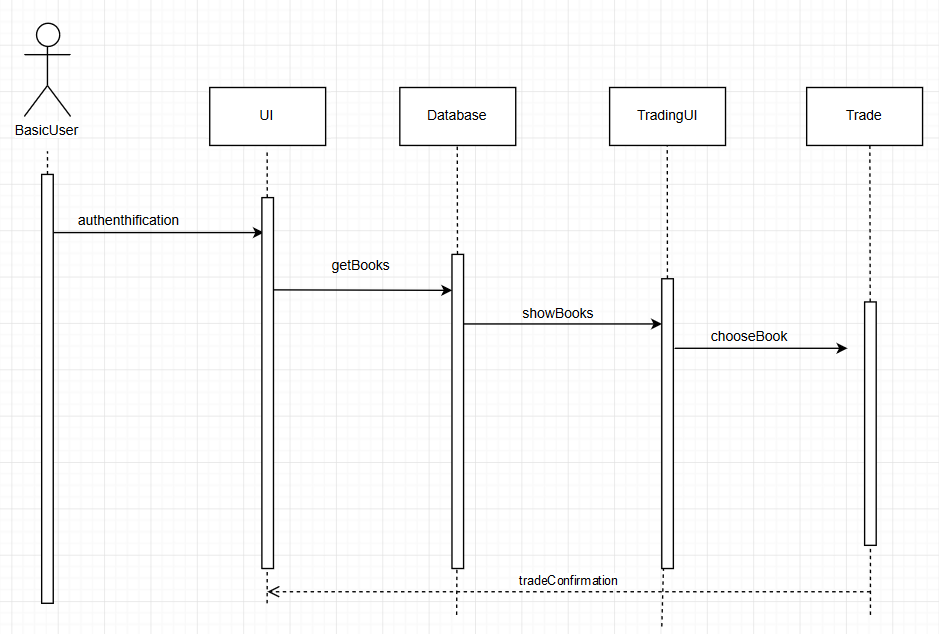 BasicUser
UI
Database
TradingUI
Trade
authenthification
getBooks
showBooks
chooseBook
tradeConfirmation